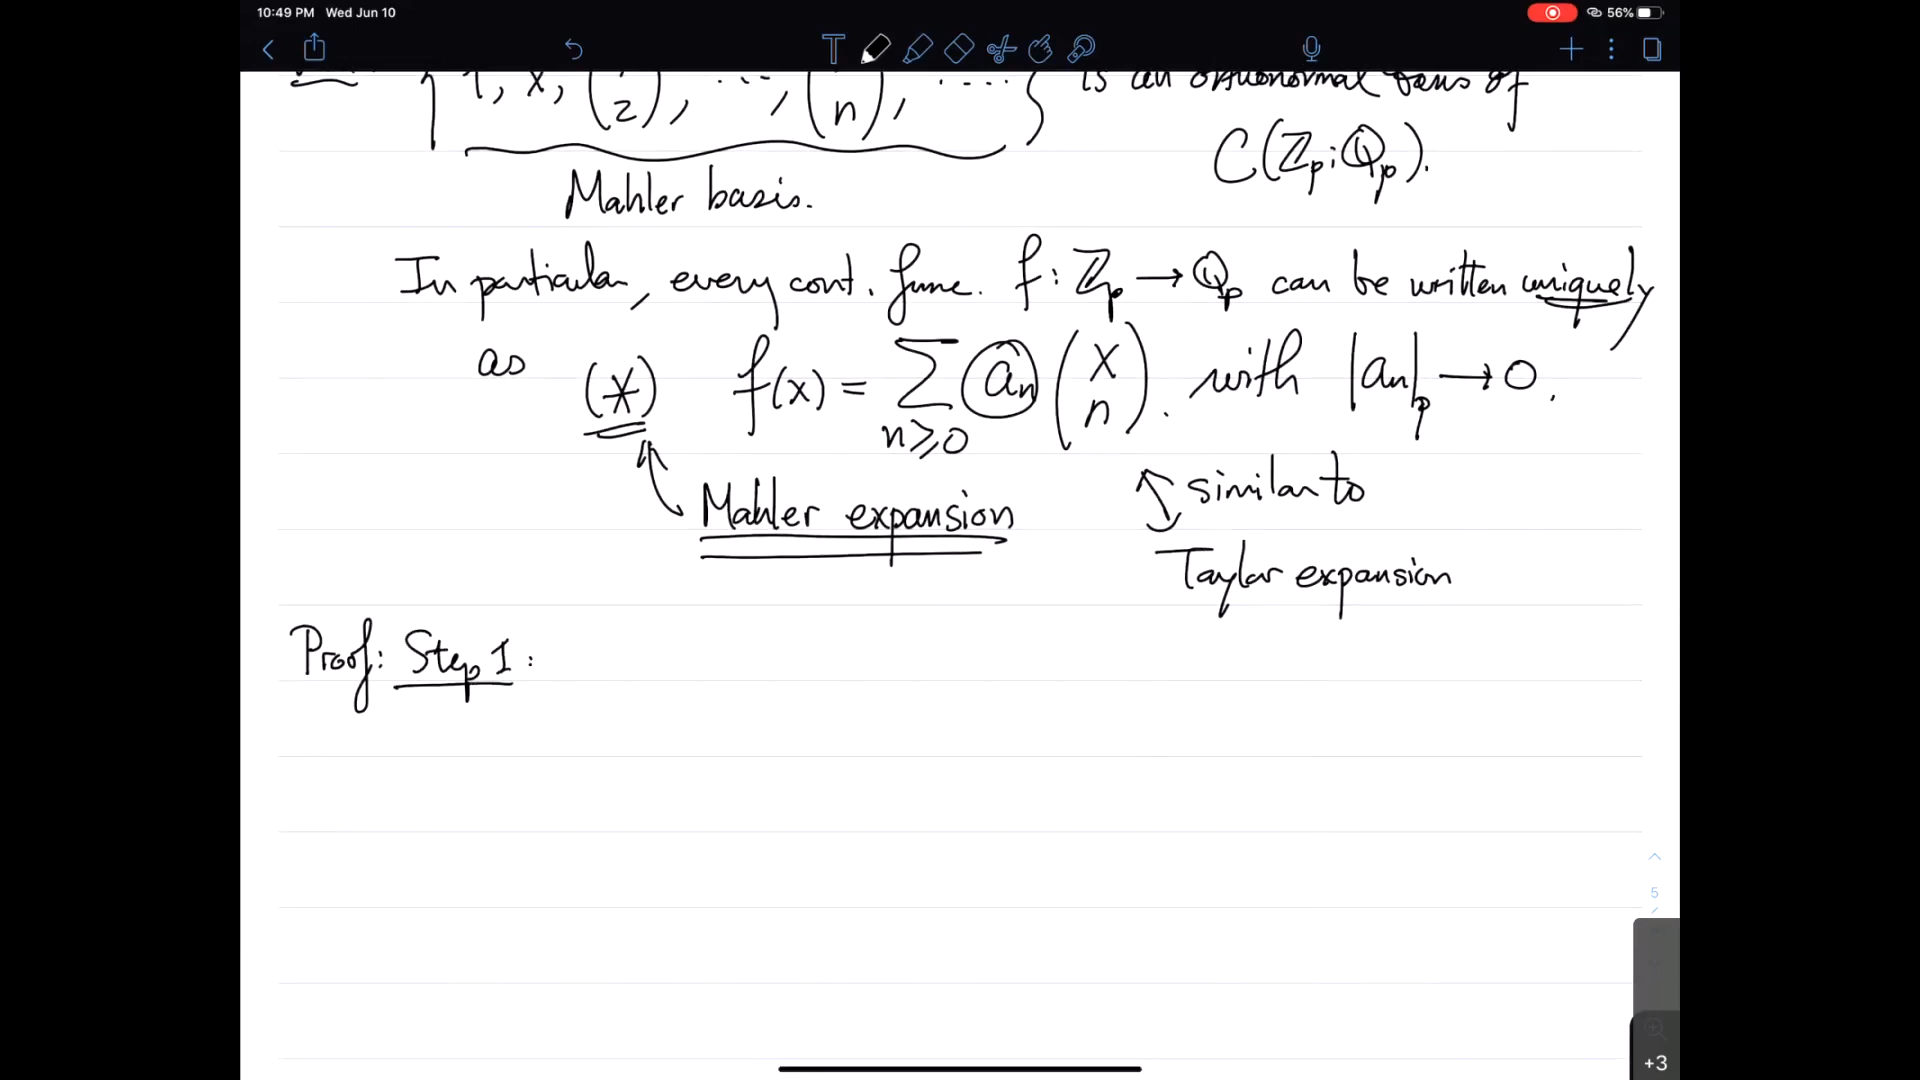 10:49 PM Wed Jun 10
56%
{ 1, x, (x 2), ..., (x n), .... } is an orthonormal basis of
C(ℤp; ℚp).
Mahler basis.
In particular, every cont. func. f: ℤp → ℚp can be written uniquely
as (*) f(x) = Σ n≥0 an (x n). with |an|p → 0.
Mahler expansion
similar to
Taylor expansion
Proof: Step 1:
5
+3